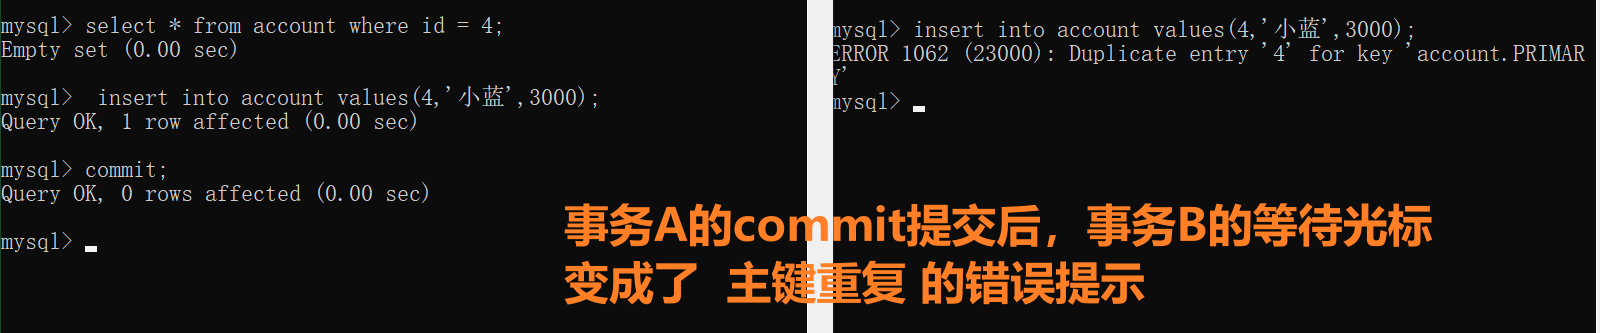 mysql> select * from account where id = 4;
Empty set (0.00 sec)
mysql>  insert into account values(4,'小蓝',3000);
Query OK, 1 row affected (0.00 sec)
mysql> commit;
Query OK, 0 rows affected (0.00 sec)
mysql>
mysql> insert into account values(4,'小蓝',3000);
ERROR 1062 (23000): Duplicate entry '4' for key 'account.PRIMAR
Y'
mysql>
事务A的commit提交后，事务B的等待光标
变成了 主键重复 的错误提示